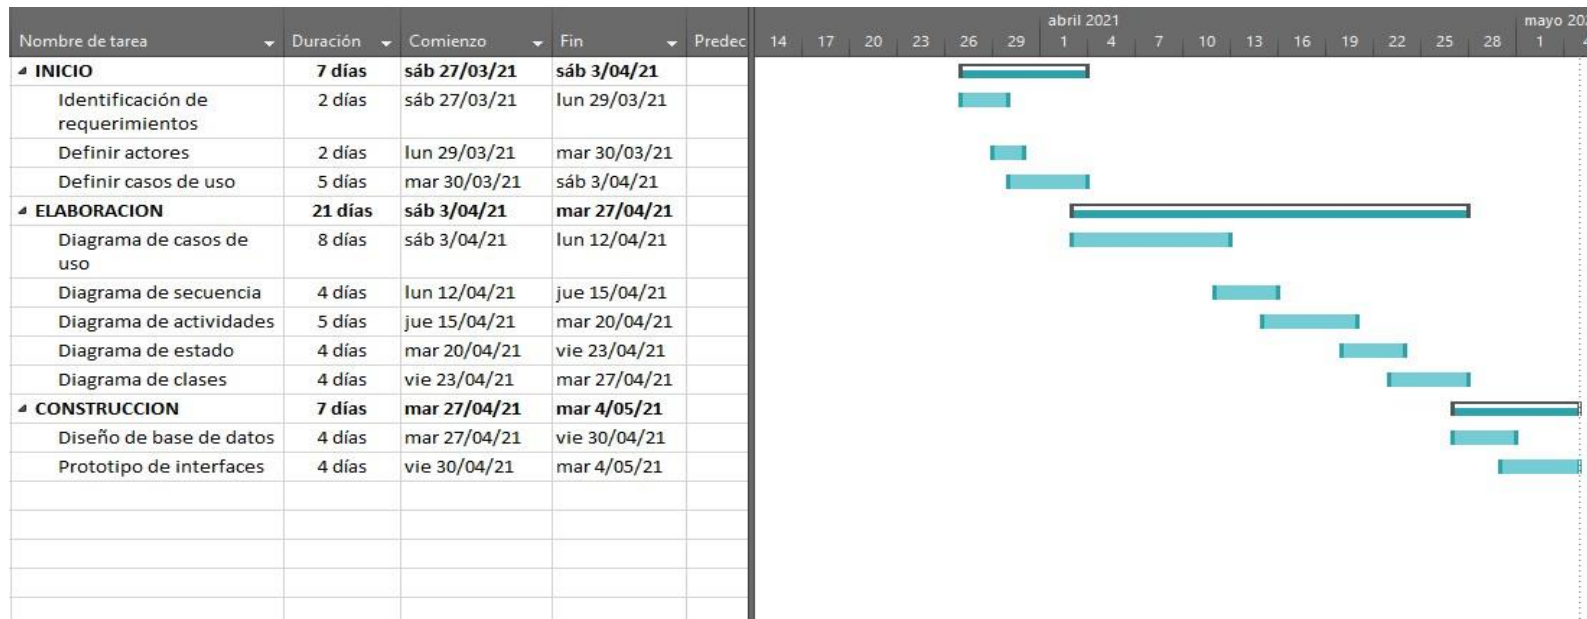 abril 2021 mayo 202
Nombre de tarea Duración Comienzo Fin Predec 14 17 20 23 26 29 1 4 7 10 13 16 19 22 25 28 1 4
INICIO 7 días sáb 27/03/21 sáb 3/04/21
Identificación de 2 días sáb 27/03/21 lun 29/03/21
requerimientos
Definir actores 2 días lun 29/03/21 mar 30/03/21
Definir casos de uso 5 días mar 30/03/21 sáb 3/04/21
ELABORACION 21 días sáb 3/04/21 mar 27/04/21
Diagrama de casos de 8 días sáb 3/04/21 lun 12/04/21
uso
Diagrama de secuencia 4 días lun 12/04/21 jue 15/04/21
Diagrama de actividades 5 días jue 15/04/21 mar 20/04/21
Diagrama de estado 4 días mar 20/04/21 vie 23/04/21
Diagrama de clases 4 días vie 23/04/21 mar 27/04/21
CONSTRUCCION 7 días mar 27/04/21 mar 4/05/21
Diseño de base de datos 4 días mar 27/04/21 vie 30/04/21
Prototipo de interfaces 4 días vie 30/04/21 mar 4/05/21